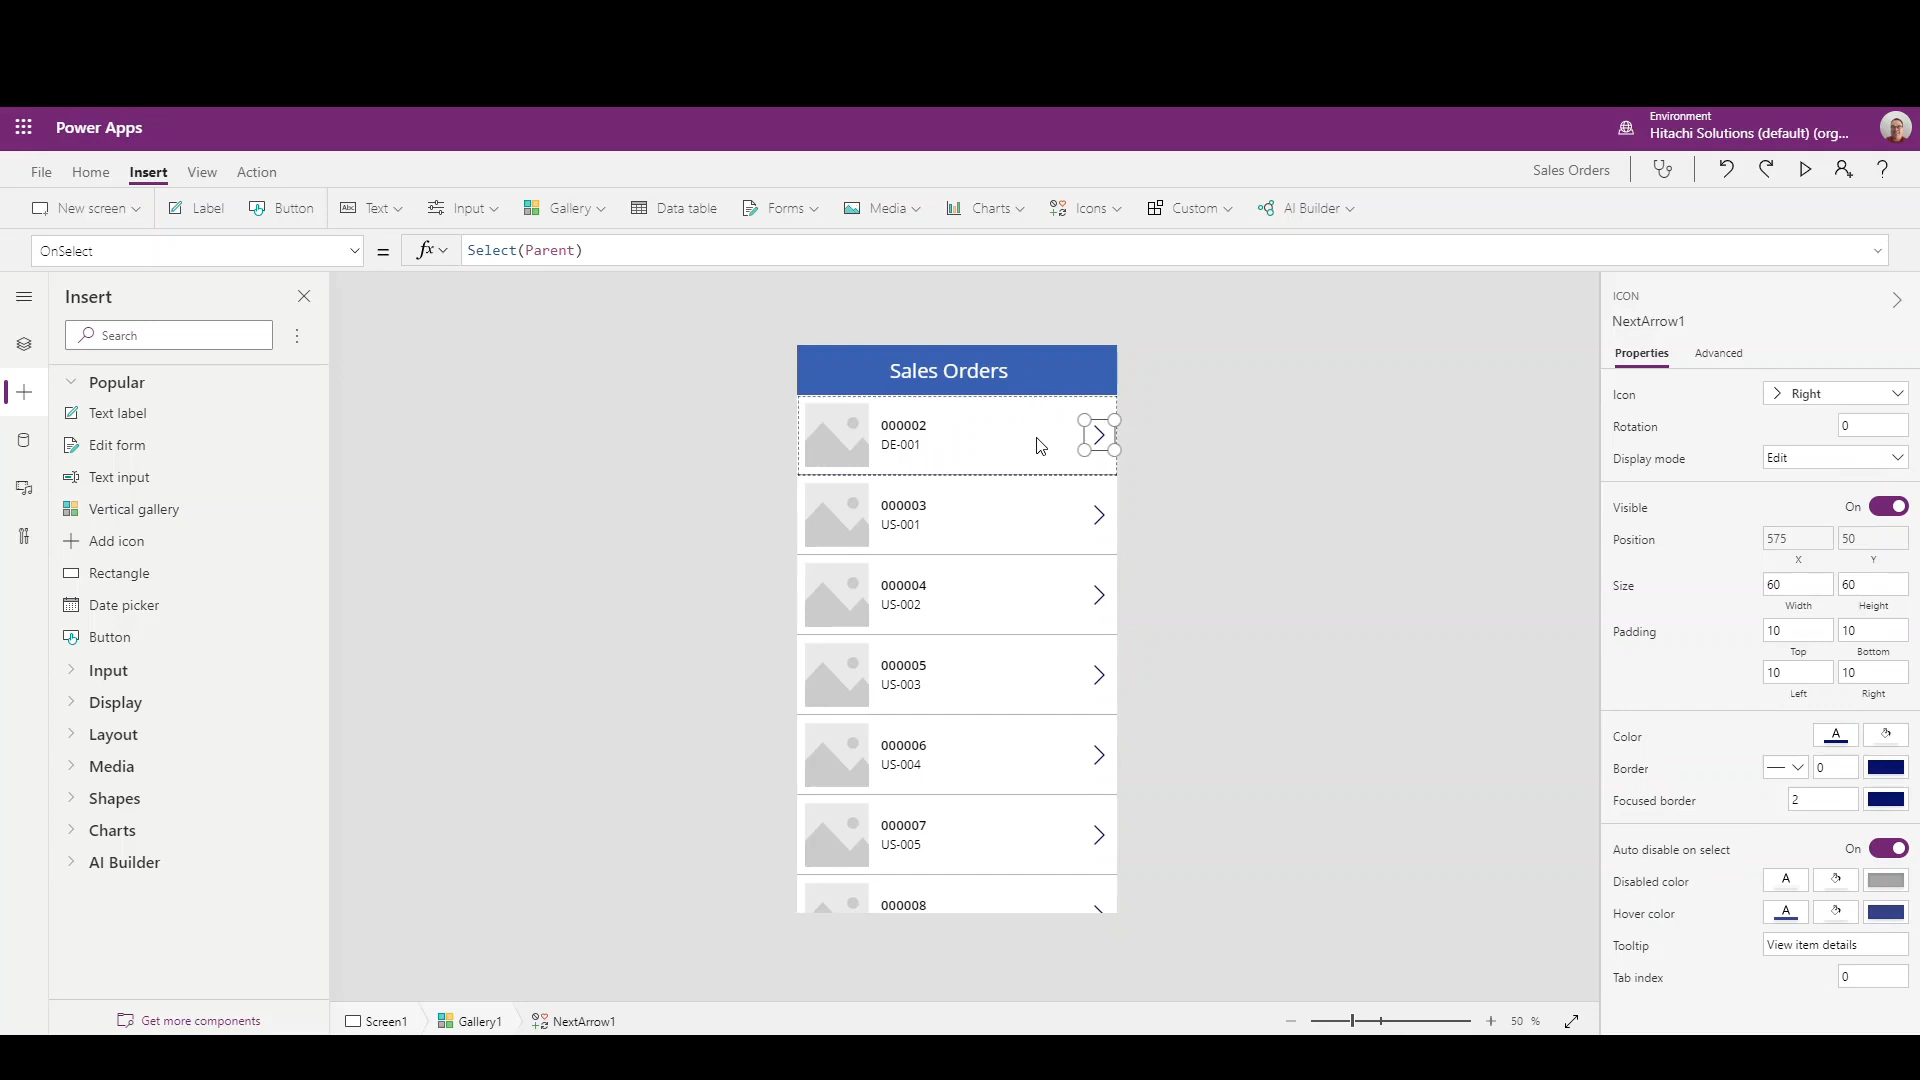 Power Apps
Environment
Hitachi Solutions (default) (org...
File Home Insert View Action
Sales Orders
New screen Label Button Text Input Gallery Data table Forms Media Charts Icons Custom AI Builder
OnSelect = fx Select(Parent)
Insert
Search
Popular
Text label
Edit form
Text input
Vertical gallery
Add icon
Rectangle
Date picker
Button
Input
Display
Layout
Media
Shapes
Charts
AI Builder
Get more components
Sales Orders
000002
DE-001
000003
US-001
000004
US-002
000005
US-003
000006
US-004
000007
US-005
000008
Screen1 Gallery1 NextArrow1
50 %
ICON
NextArrow1
Properties Advanced
Icon Right
Rotation 0
Display mode Edit
Visible On
Position 575 50
X Y
Size 60 60
Width Height
Padding 10 10
Top Bottom
10 10
Left Right
Color A
Border 0
Focused border 2
Auto disable on select On
Disabled color A
Hover color A
Tooltip View item details
Tab index 0